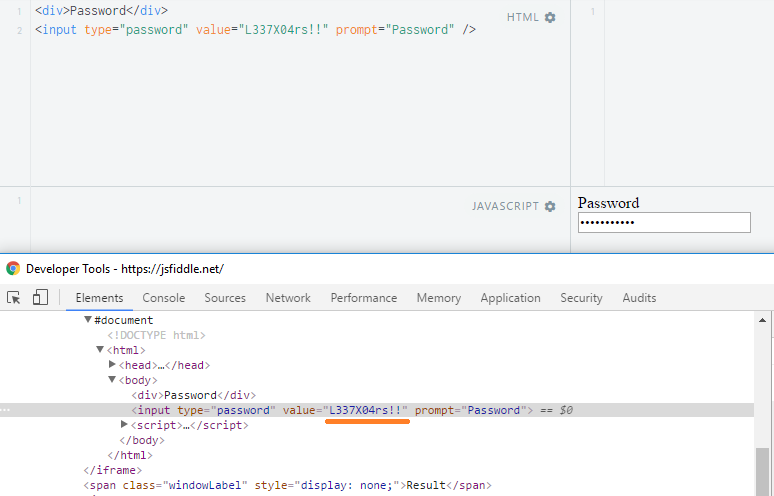 1 <div>Password</div>
2 <input type="password" value="L337X04rs!!" prompt="Password" />
HTML
1
1
JAVASCRIPT
Password
•••••••••••
Developer Tools - https://jsfiddle.net/
Elements Console Sources Network Performance Memory Application Security Audits
▼#document
<!DOCTYPE html>
▼<html>
▶<head>…</head>
▼<body>
<div>Password</div>
<input type="password" value="L337X04rs!!" prompt="Password"> == $0
▶<script>…</script>
</body>
</html>
</iframe>
<span class="windowLabel" style="display: none;">Result</span>